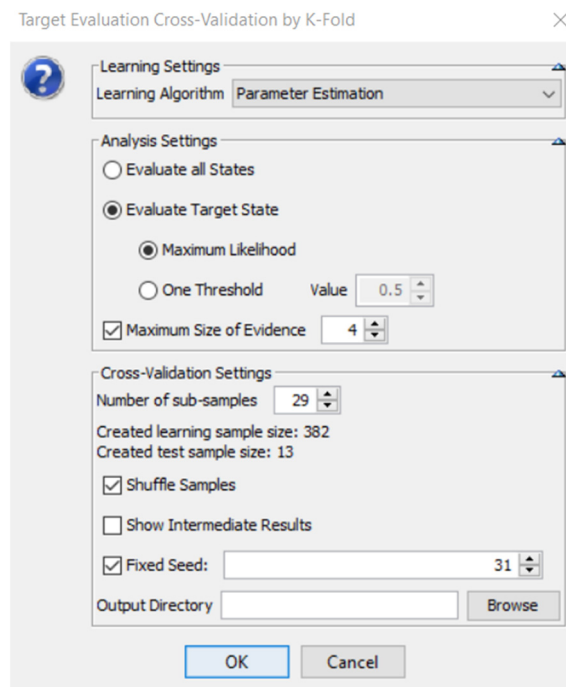 Target Evaluation Cross-Validation by K-Fold
Learning Settings
Learning Algorithm Parameter Estimation
Analysis Settings
Evaluate all States
Evaluate Target State
Maximum Likelihood
One Threshold Value 0.5
Maximum Size of Evidence 4
Cross-Validation Settings
Number of sub-samples 29
Created learning sample size: 382
Created test sample size: 13
Shuffle Samples
Show Intermediate Results
Fixed Seed: 31
Output Directory Browse
OK Cancel